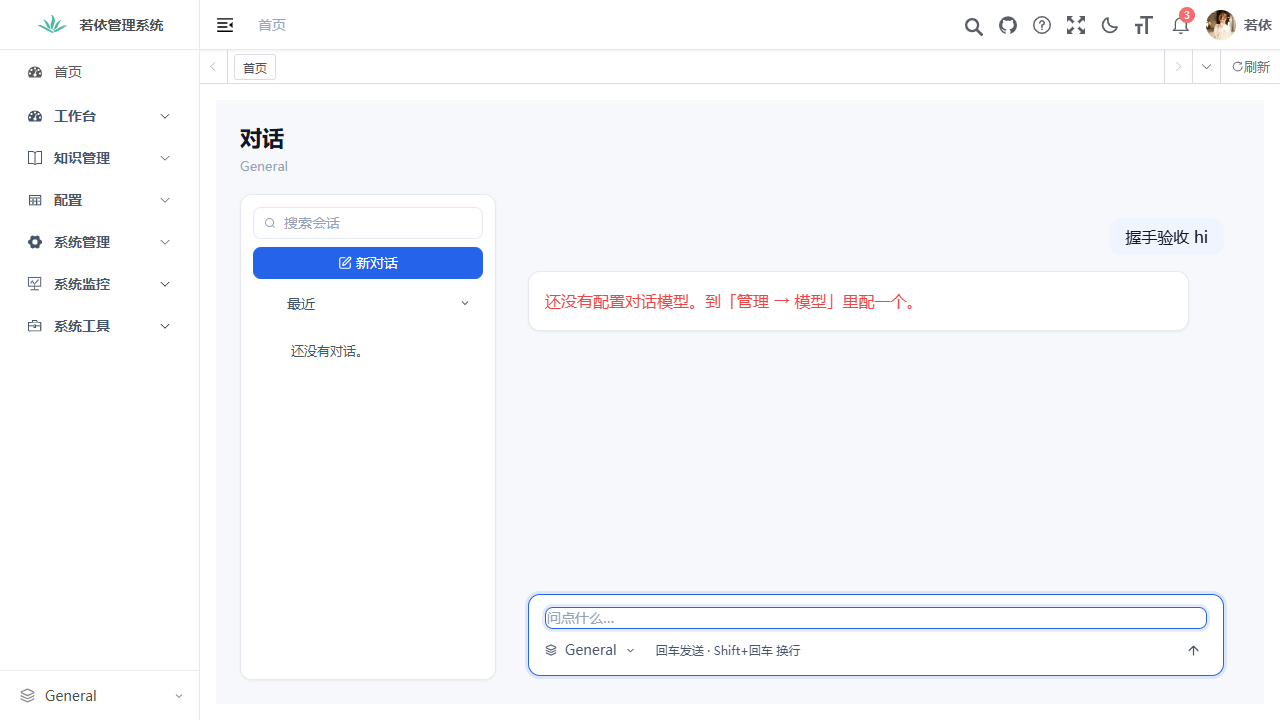 若依管理系统
首页
3
若依
首页
刷新
首页
工作台
知识管理
配置
系统管理
系统监控
系统工具
General
对话
General
搜索会话
新对话
最近
还没有对话。
握手验收 hi
还没有配置对话模型。到「管理 → 模型」里配一个。
问点什么...
General
回车发送 · Shift+回车 换行